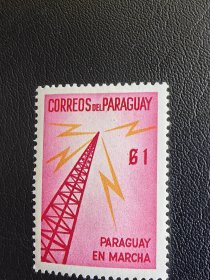 CORREOS DEL PARAGUAY
₲1
PARAGUAY
EN MARCHA